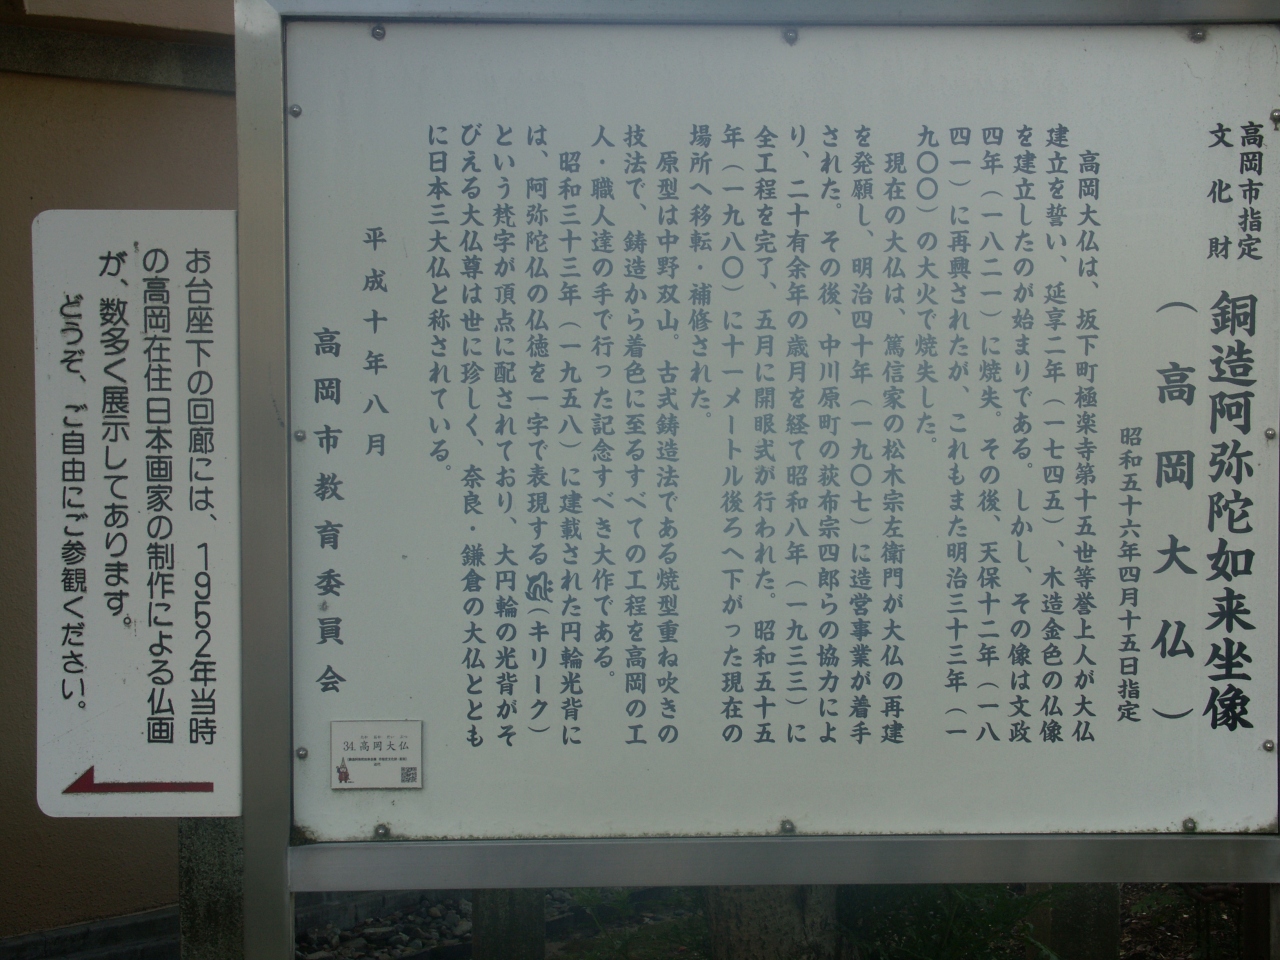 高岡市指定
文化財
銅造阿弥陀如来坐像
（高岡大仏）
昭和五十六年四月十五日指定
高岡大仏は、坂下町極楽寺第十五世等誉上人が大仏
建立を誓い、延享二年（一七四五）、木造金色の仏像
を建立したのが始まりである。しかし、その像は文政
四年（一八二一）に焼失。その後、天保十二年（一八
四一）に再興されたが、これもまた明治三十三年（一
九〇〇）の大火で焼失した。
現在の大仏は、篤信家の松木宗左衛門が大仏の再建
を発願し、明治四十年（一九〇七）に造営事業が着手
された。その後、中川原町の荻布宗四郎らの協力によ
り、二十有余年の歳月を経て昭和八年（一九三三）に
全工程を完了、五月に開眼式が行われた。昭和五十五
年（一九八〇）に十一メートル後ろへ下がった現在の
場所へ移転・補修された。
原型は中野双山。古式鋳造法である焼型重ね吹きの
技法で、鋳造から着色に至るすべての工程を高岡の工
人・職人達の手で行った記念すべき大作である。
昭和三十三年（一九五八）に建載された円輪光背に
は、阿弥陀仏の仏徳を一字で表現する（キリーク）
という梵字が頂点に配されており、大円輪の光背がそ
びえる大仏尊は世に珍しく、奈良・鎌倉の大仏ととも
に日本三大仏と称されている。
平成十年八月
高岡市教育委員会
34. 高岡大仏
お台座下の回廊には、1952年当時
の高岡在住日本画家の制作による仏画
が、数多く展示してあります。
どうぞ、ご自由にご参観ください。